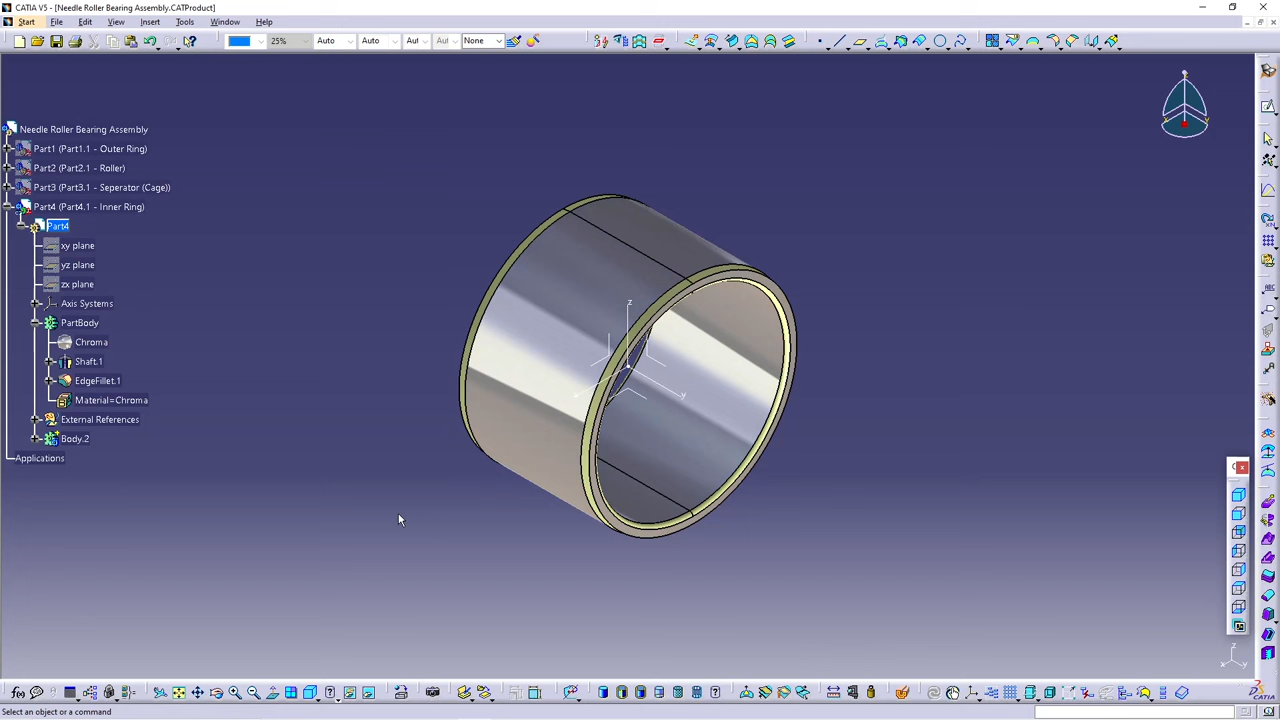 CATIA V5 - [Needle Roller Bearing Assembly.CATProduct]
Start File Edit View Insert Tools Window Help
25% Auto Auto Aut Aut None
Needle Roller Bearing Assembly
Part1 (Part1.1 - Outer Ring)
Part2 (Part2.1 - Roller)
Part3 (Part3.1 - Seperator (Cage))
Part4 (Part4.1 - Inner Ring)
Part4
xy plane
yz plane
zx plane
Axis Systems
PartBody
Chroma
Shaft.1
EdgeFillet.1
Material=Chroma
External References
Body.2
Applications
z
y
z
y
CATIA
Select an object or a command